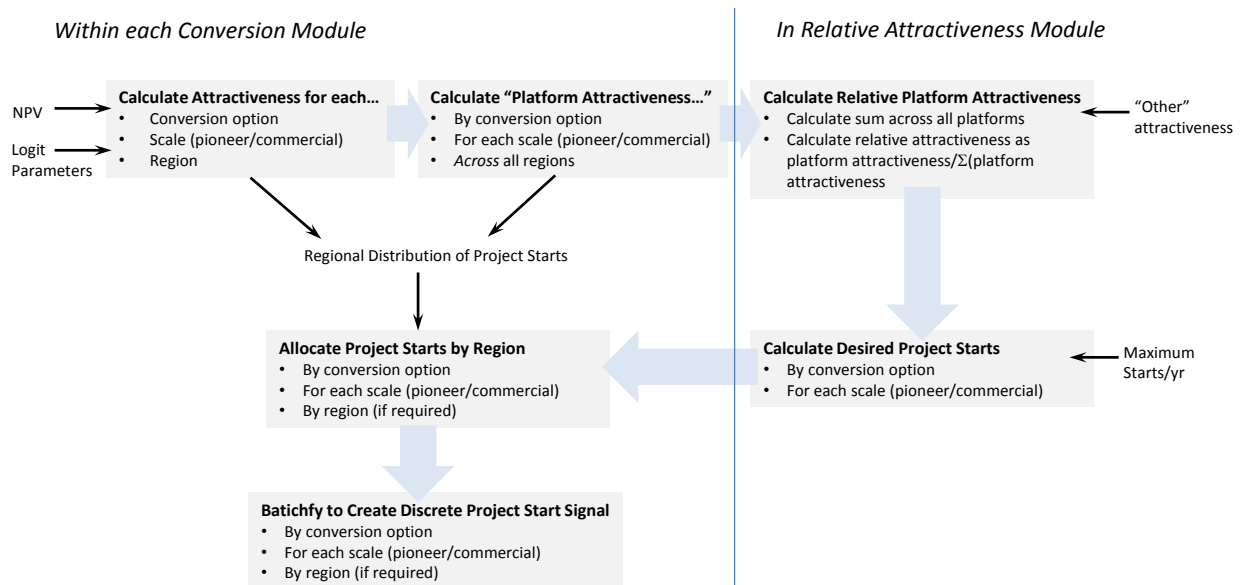 Within each Conversion Module
In Relative Attractiveness Module
NPV
Logit
Parameters
Calculate Attractiveness for each…
• Conversion option
• Scale (pioneer/commercial)
• Region
Calculate “Platform Attractiveness…”
• By conversion option
• For each scale (pioneer/commercial)
• Across all regions
Calculate Relative Platform Attractiveness
• Calculate sum across all platforms
• Calculate relative attractiveness as
platform attractiveness/Σ(platform
attractiveness
“Other”
attractiveness
Regional Distribution of Project Starts
Allocate Project Starts by Region
• By conversion option
• For each scale (pioneer/commercial)
• By region (if required)
Calculate Desired Project Starts
• By conversion option
• For each scale (pioneer/commercial)
Maximum
Starts/yr
Batichfy to Create Discrete Project Start Signal
• By conversion option
• For each scale (pioneer/commercial)
• By region (if required)